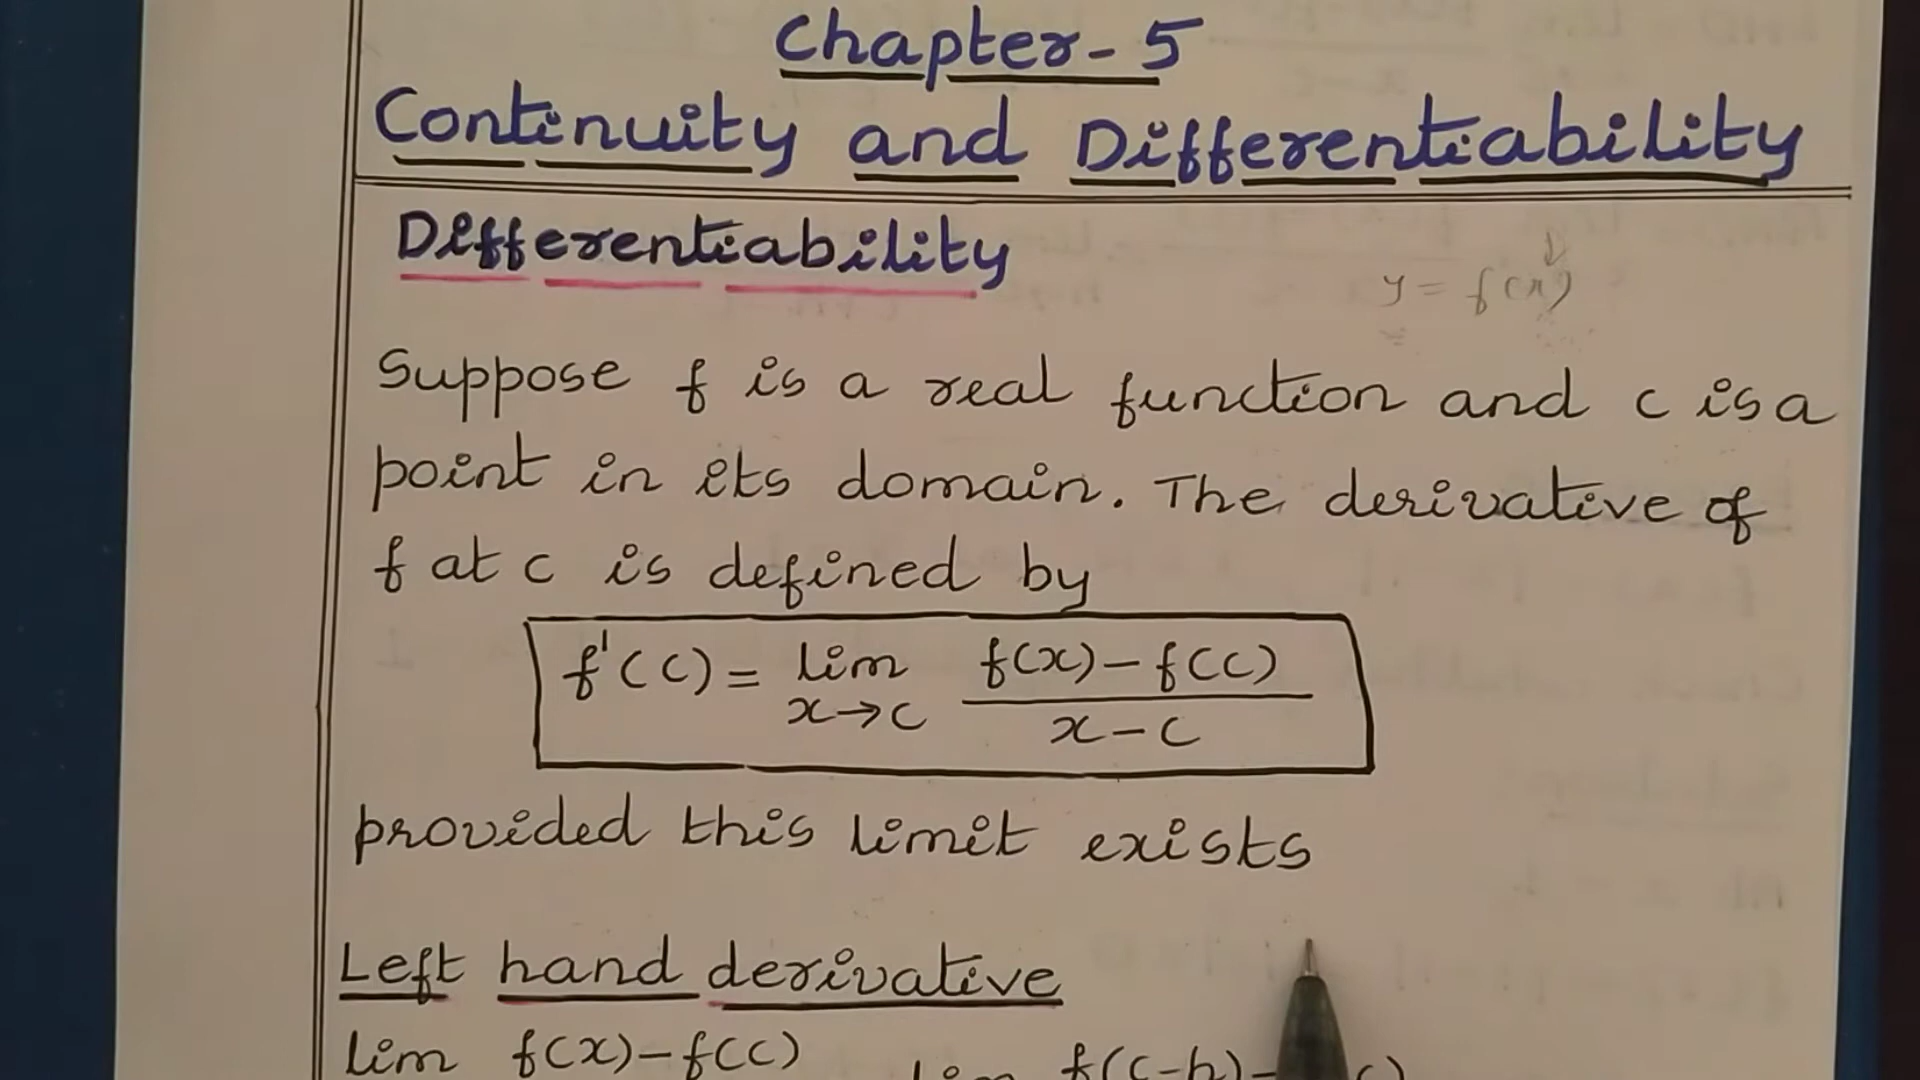 Chapter-5
Continuity and Differentiability
Differentiability
y = f(x)
Suppose f is a real function and c is a
point in its domain. The derivative of
f at c is defined by
f'(c) = lim f(x)-f(c)
x→c x-c
provided this limit exists
Left hand derivative
lim f(x)-f(c) lim f(c-h)- c)